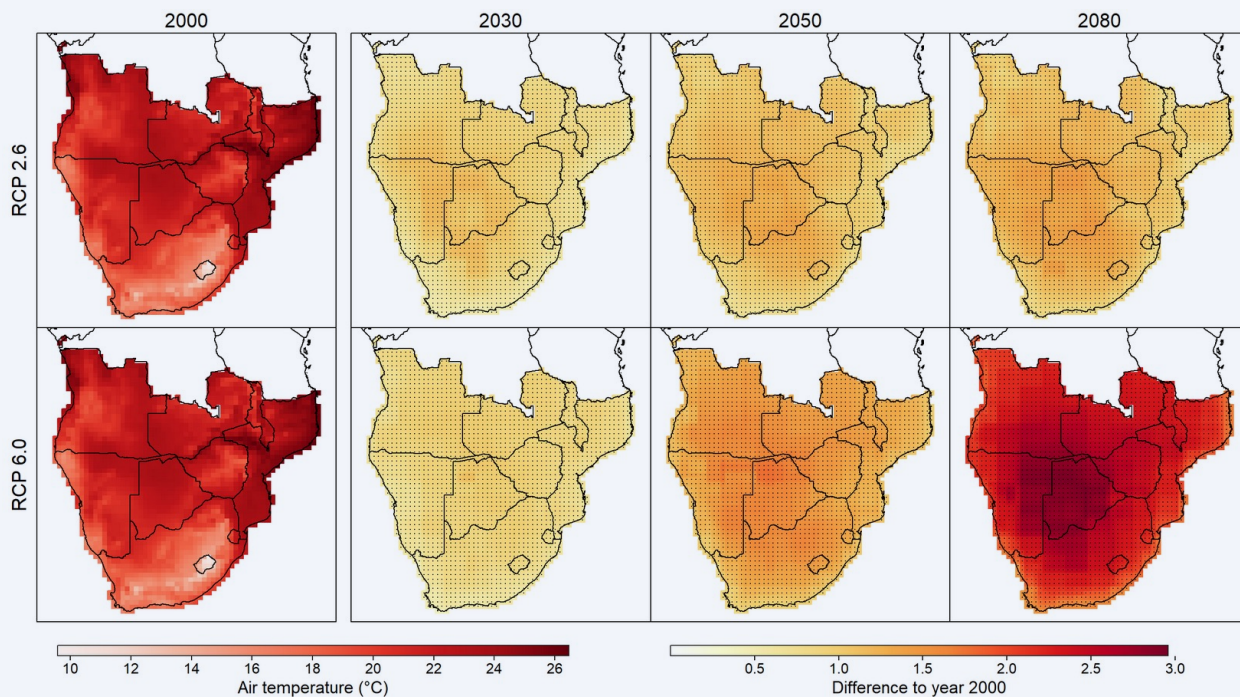 2000 2030 2050 2080
RCP 2.6
RCP 6.0
10 12 14 16 18 20 22 24 26
Air temperature (°C)
0.5 1.0 1.5 2.0 2.5 3.0
Difference to year 2000